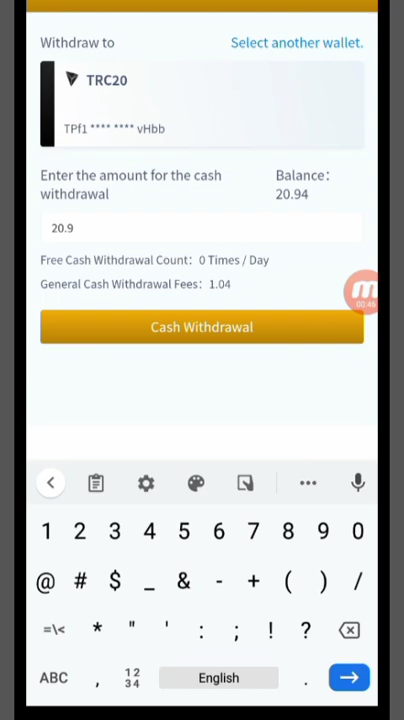 Withdraw to
Select another wallet.
TRC20
TPf1 **** **** vHbb
Enter the amount for the cash withdrawal
Balance:
20.94
20.9
Free Cash Withdrawal Count: 0 Times / Day
General Cash Withdrawal Fees: 1.04
00:46
Cash Withdrawal
1 2 3 4 5 6 7 8 9 0
@ # $ _ & - + ( ) /
=\< * " ' : ; ! ?
ABC , 12 34 English .